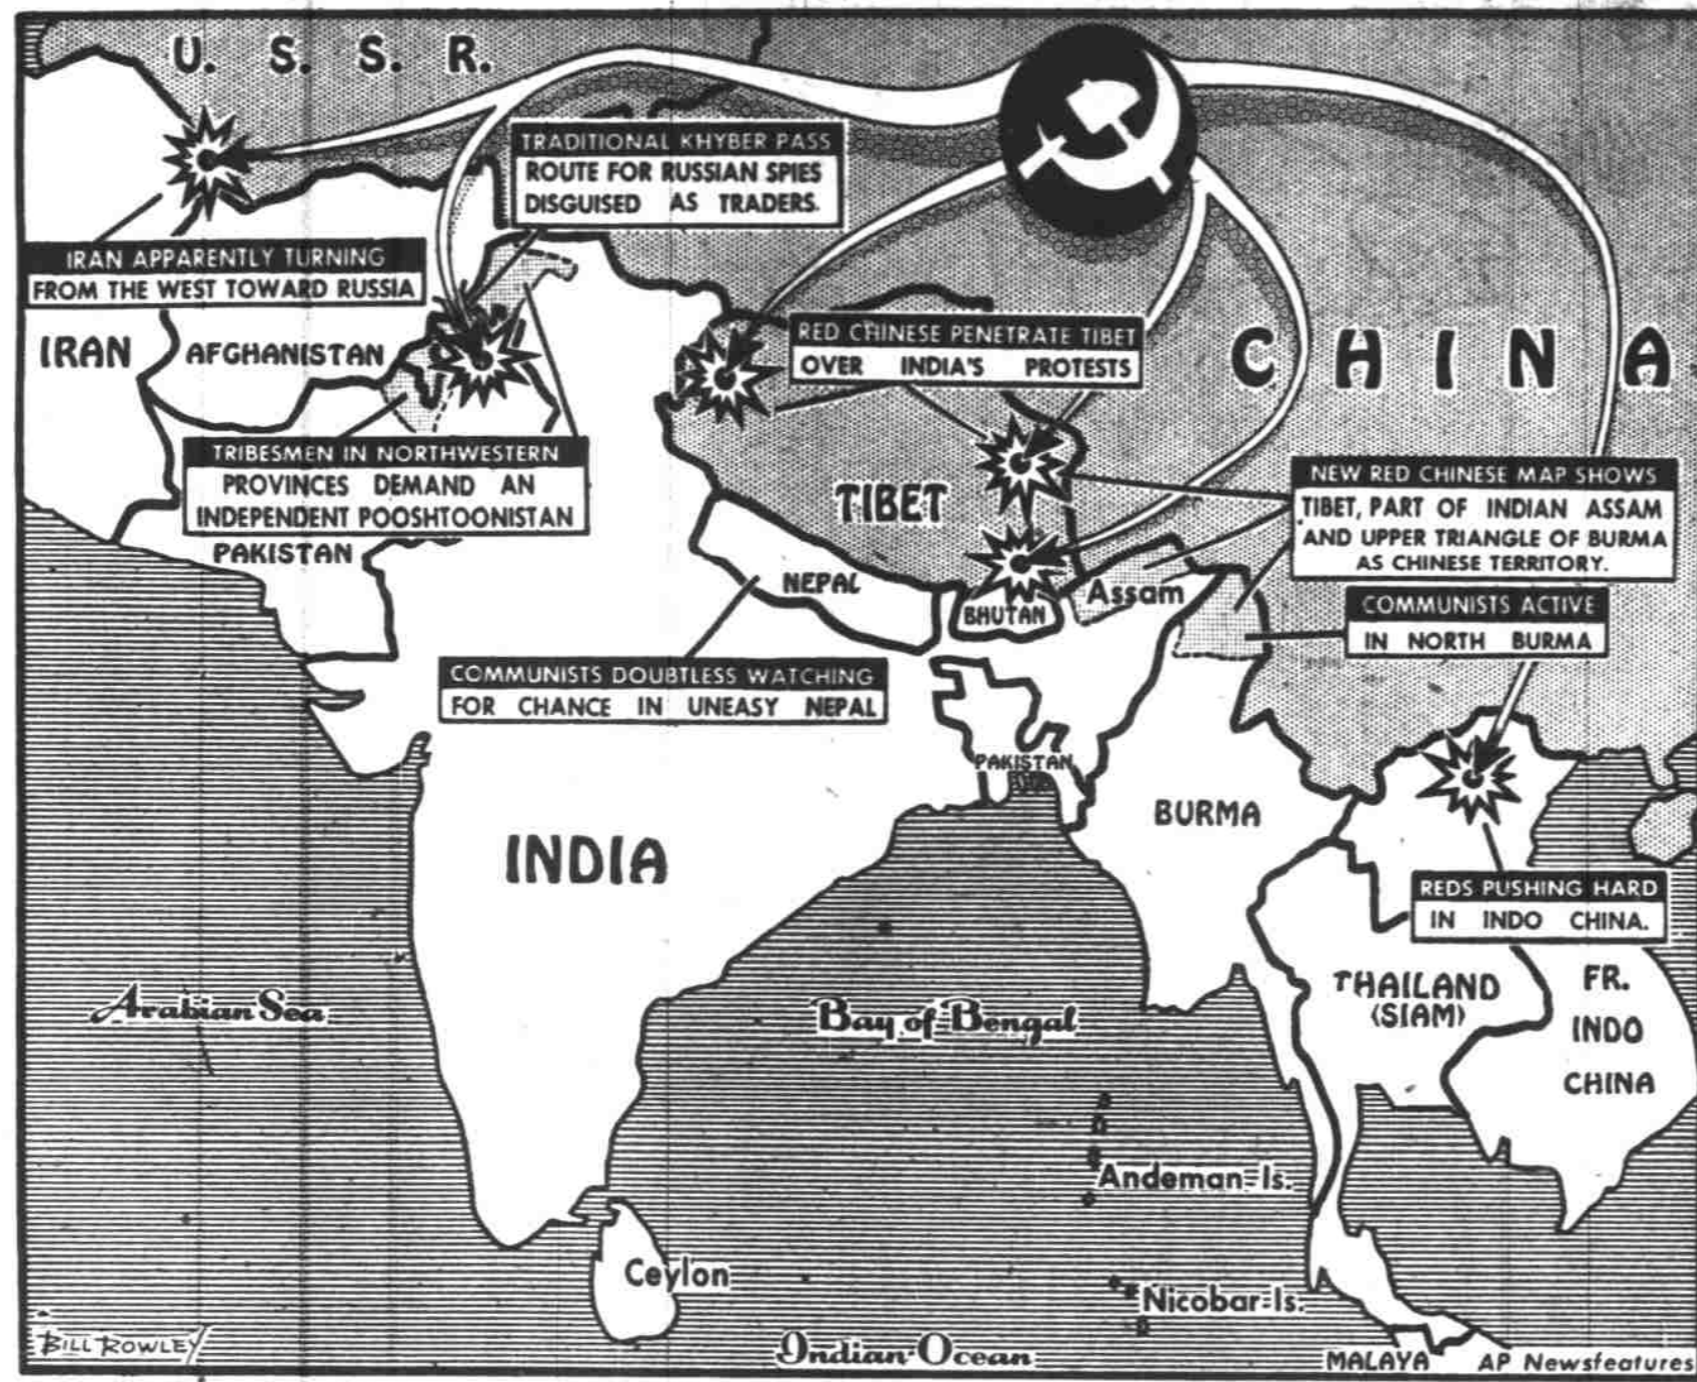 U. S. S. R.
TRADITIONAL KHYBER PASS
ROUTE FOR RUSSIAN SPIES
DISGUISED AS TRADERS.
IRAN APPARENTLY TURNING
FROM THE WEST TOWARD RUSSIA
IRAN
AFGHANISTAN
RED CHINESE PENETRATE TIBET
OVER INDIA'S PROTESTS
CHINA
TRIBESMEN IN NORTHWESTERN
PROVINCES DEMAND AN
INDEPENDENT POOSHTOONISTAN
PAKISTAN
TIBET
NEW RED CHINESE MAP SHOWS
TIBET, PART OF INDIAN ASSAM
AND UPPER TRIANGLE OF BURMA
AS CHINESE TERRITORY.
NEPAL
BHUTAN
Assam
COMMUNISTS ACTIVE
IN NORTH BURMA
COMMUNISTS DOUBTLESS WATCHING
FOR CHANCE IN UNEASY NEPAL
PAKISTAN
BURMA
INDIA
REDS PUSHING HARD
IN INDO CHINA.
Arabian Sea
Bay of Bengal
THAILAND
(SIAM)
FR.
INDO
CHINA
Andeman Is.
Ceylon
Nicobar Is.
BILL ROWLEY
Indian Ocean
MALAYA
AP Newsfeatures